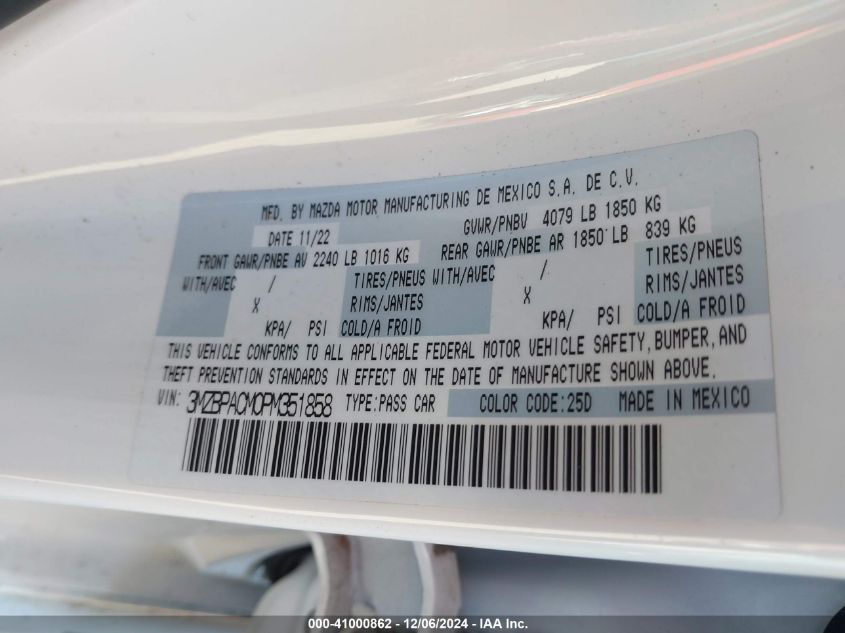 MFD. BY MAZDA MOTOR MANUFACTURING DE MEXICO S.A. DE C.V.
DATE 11/22 GVWR/PNBV 4079 LB 1850 KG
FRONT GAWR/PNBE AV 2240 LB 1016 KG REAR GAWR/PNBE AR 1850 LB 839 KG
WITH/AVEC / TIRES/PNEUS WITH/AVEC / TIRES/PNEUS
X RIMS/JANTES X RIMS/JANTES
KPA/ PSI COLD/A FROID KPA/ PSI COLD/A FROID
THIS VEHICLE CONFORMS TO ALL APPLICABLE FEDERAL MOTOR VEHICLE SAFETY, BUMPER, AND
THEFT PREVENTION STANDARDS IN EFFECT ON THE DATE OF MANUFACTURE SHOWN ABOVE.
VIN: 3MZBPACM0PM351858 TYPE:PASS CAR COLOR CODE:25D MADE IN MEXICO
000-41000862 - 12/06/2024 - IAA Inc.